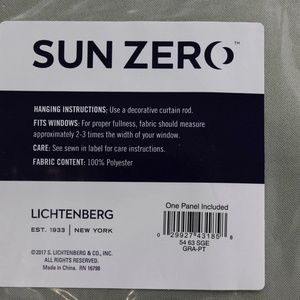 SUN ZERO™
HANGING INSTRUCTIONS: Use a decorative curtain rod.
FITS WINDOWS: For proper fullness, fabric should measure
approximately 2-3 times the width of your window.
CARE: See sewn in label for care instructions.
FABRIC CONTENT: 100% Polyester
LICHTENBERG
EST. 1933 | NEW YORK
©2017 S. LICHTENBERG & CO., INC.
ALL RIGHTS RESERVED.
Made in China. RN 16798
One Panel Included
0 29927 43185 8
54 63 SGE
GRA-PT